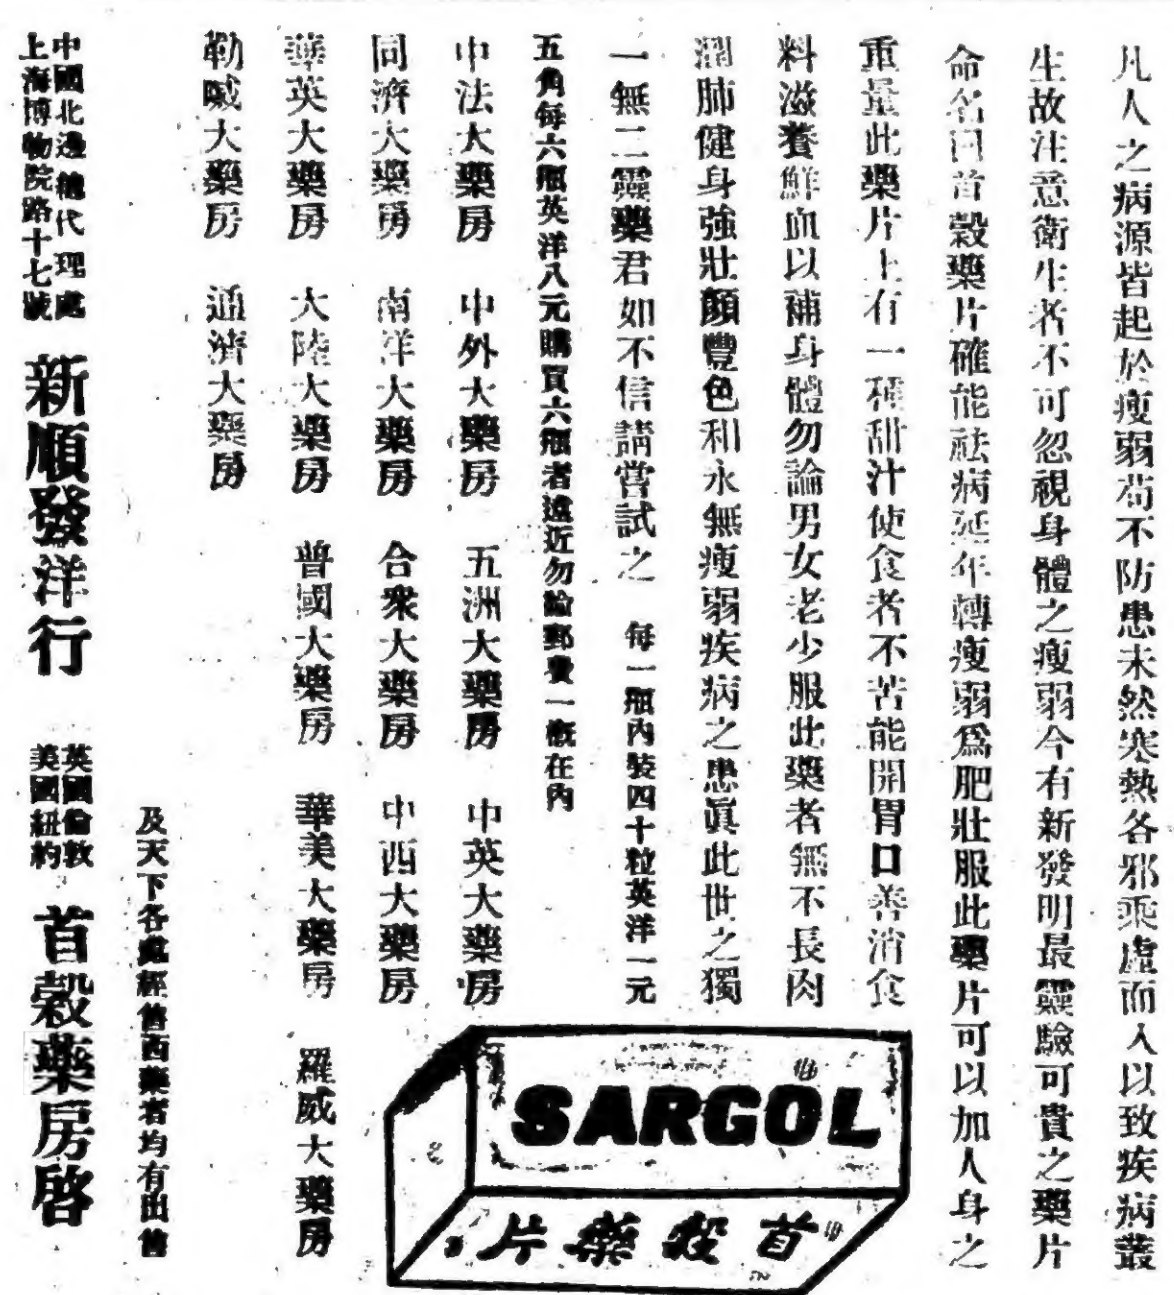 凡人之病源皆起於瘦弱苟不防患未然寒熱各邪乘虛而入以致疾病叢
生故注意衛生者不可忽視身體之瘦弱今有新發明最靈驗可貴之藥片
命名曰首穀藥片確能祛病延年轉瘦弱爲肥壯服此藥片可以加人身之
重量此藥片上有一種甜汁使食者不苦能開胃口善消食
料滋養鮮血以補身體勿論男女老少服此藥者無不長肉
潤肺健身強壯顏豐色和永無瘦弱疾病之患眞此世之獨
一無二靈藥君如不信請嘗試之 每一瓶內裝四十粒英洋一元
五角每六瓶英洋八元購買六瓶者遠近勿論郵費一概在內
中法大藥房 中外大藥房 五洲大藥房 中英大藥房
同濟大藥房 南洋大藥房 合衆大藥房 中西大藥房
華英大藥房 大陸大藥房 普國大藥房 華美大藥房 羅威大藥房
勒威大藥房 通濟大藥房
及天下各處經售西藥者均有出售
中國北邊總代理處
上海博物院路十七號
新順發洋行
英國倫敦
美國紐約
首穀藥房啓
SARGOL
首穀藥片